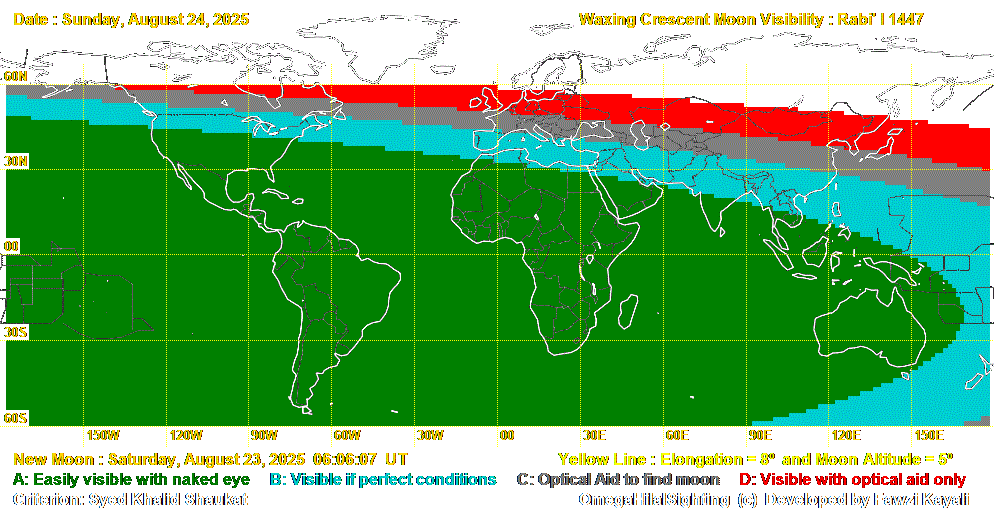 Date : Sunday, August 24, 2025
Waxing Crescent Moon Visibility : Rabi' I 1447
60N
30N
00
30S
60S
150W 120W 90W 60W 30W 00 30E 60E 90E 120E 150E
New Moon : Saturday, August 23, 2025 06:06:07 UT
Yellow Line : Elongation = 8º and Moon Altitude = 5º
A: Easily visible with naked eye B: Visible if perfect conditions C: Optical Aid to find moon D: Visible with optical aid only
Criterion: Syed Khalid Shaukat
OmegaHilalSighting (c) Developed by Fawzi Kayali